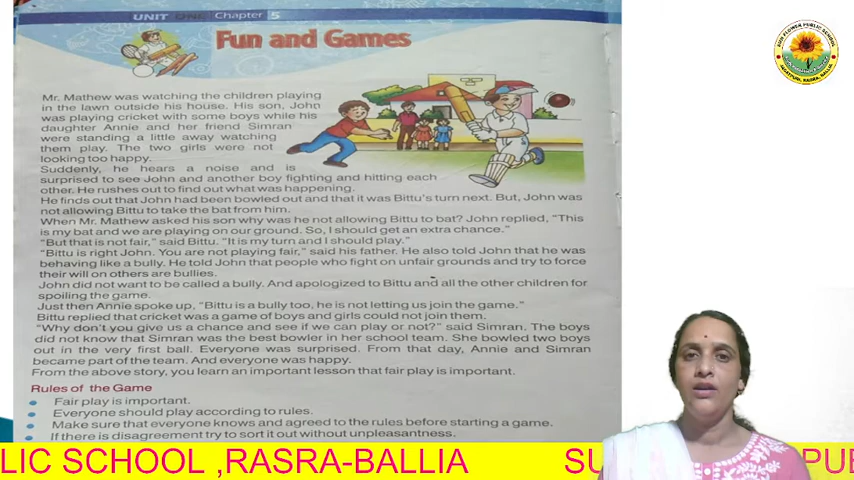 UNIT ONE Chapter 5
Fun and Games
SUN FLOWER PUBLIC SCHOOL
Mr. Mathew was watching the children playing
in the lawn outside his house. His son, John
was playing cricket with some boys while his
daughter Annie and her friend Simran
were standing a little away watching
them play. The two girls were not
looking too happy.
Suddenly, he hears a noise and is
surprised to see John and another boy fighting and hitting each
other. He rushes out to find out what was happening.
He finds out that John had been bowled out and that it was Bittu's turn next. But, John was
not allowing Bittu to take the bat from him.
When Mr. Mathew asked his son why was he not allowing Bittu to bat? John replied, "This
is my bat and we are playing on our ground. So, I should get an extra chance."
"But that is not fair," said Bittu. "It is my turn and I should play."
"Bittu is right John. You are not playing fair," said his father. He also told John that he was
behaving like a bully. He told John that people who fight on unfair grounds and try to force
their will on others are bullies.
John did not want to be called a bully. And apologized to Bittu and all the other children for
spoiling the game.
Just then Annie spoke up, "Bittu is a bully too, he is not letting us join the game."
Bittu replied that cricket was a game of boys and girls could not join them.
"Why don't you give us a chance and see if we can play or not?" said Simran. The boys
did not know that Simran was the best bowler in her school team. She bowled two boys
out in the very first ball. Everyone was surprised. From that day, Annie and Simran
became part of the team. And everyone was happy.
From the above story, you learn an important lesson that fair play is important.
Rules of the Game
• Fair play is important.
• Everyone should play according to rules.
• Make sure that everyone knows and agreed to the rules before starting a game.
• If there is disagreement try to sort it out without unpleasantness.
LIC SCHOOL ,RASRA-BALLIA SU PUB